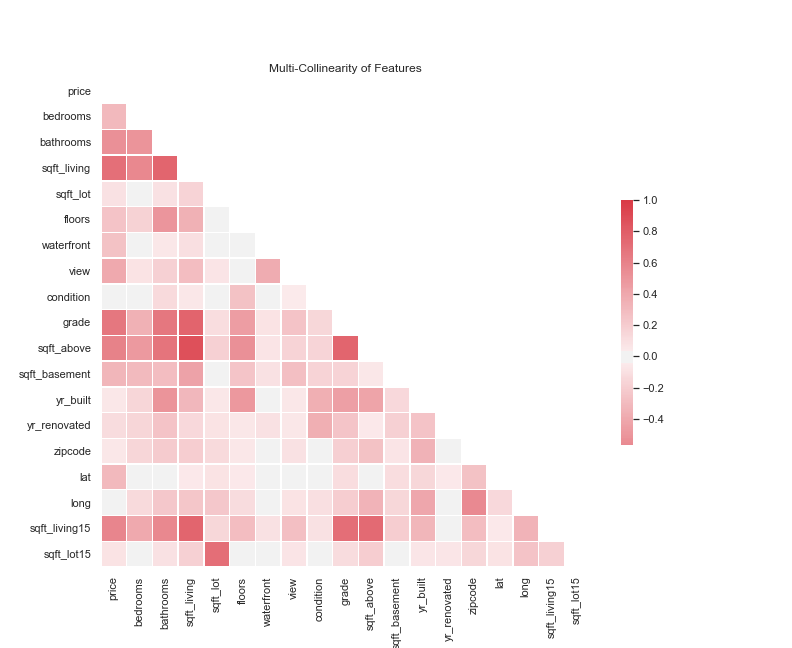 Multi-Collinearity of Features
price
bedrooms
bathrooms
sqft_living
sqft_lot
floors
waterfront
view
condition
grade
sqft_above
sqft_basement
yr_built
yr_renovated
zipcode
lat
long
sqft_living15
sqft_lot15
price
bedrooms
bathrooms
sqft_living
sqft_lot
floors
waterfront
view
condition
grade
sqft_above
sqft_basement
yr_built
yr_renovated
zipcode
lat
long
sqft_living15
sqft_lot15
1.0
0.8
0.6
0.4
0.2
0.0
−0.2
−0.4